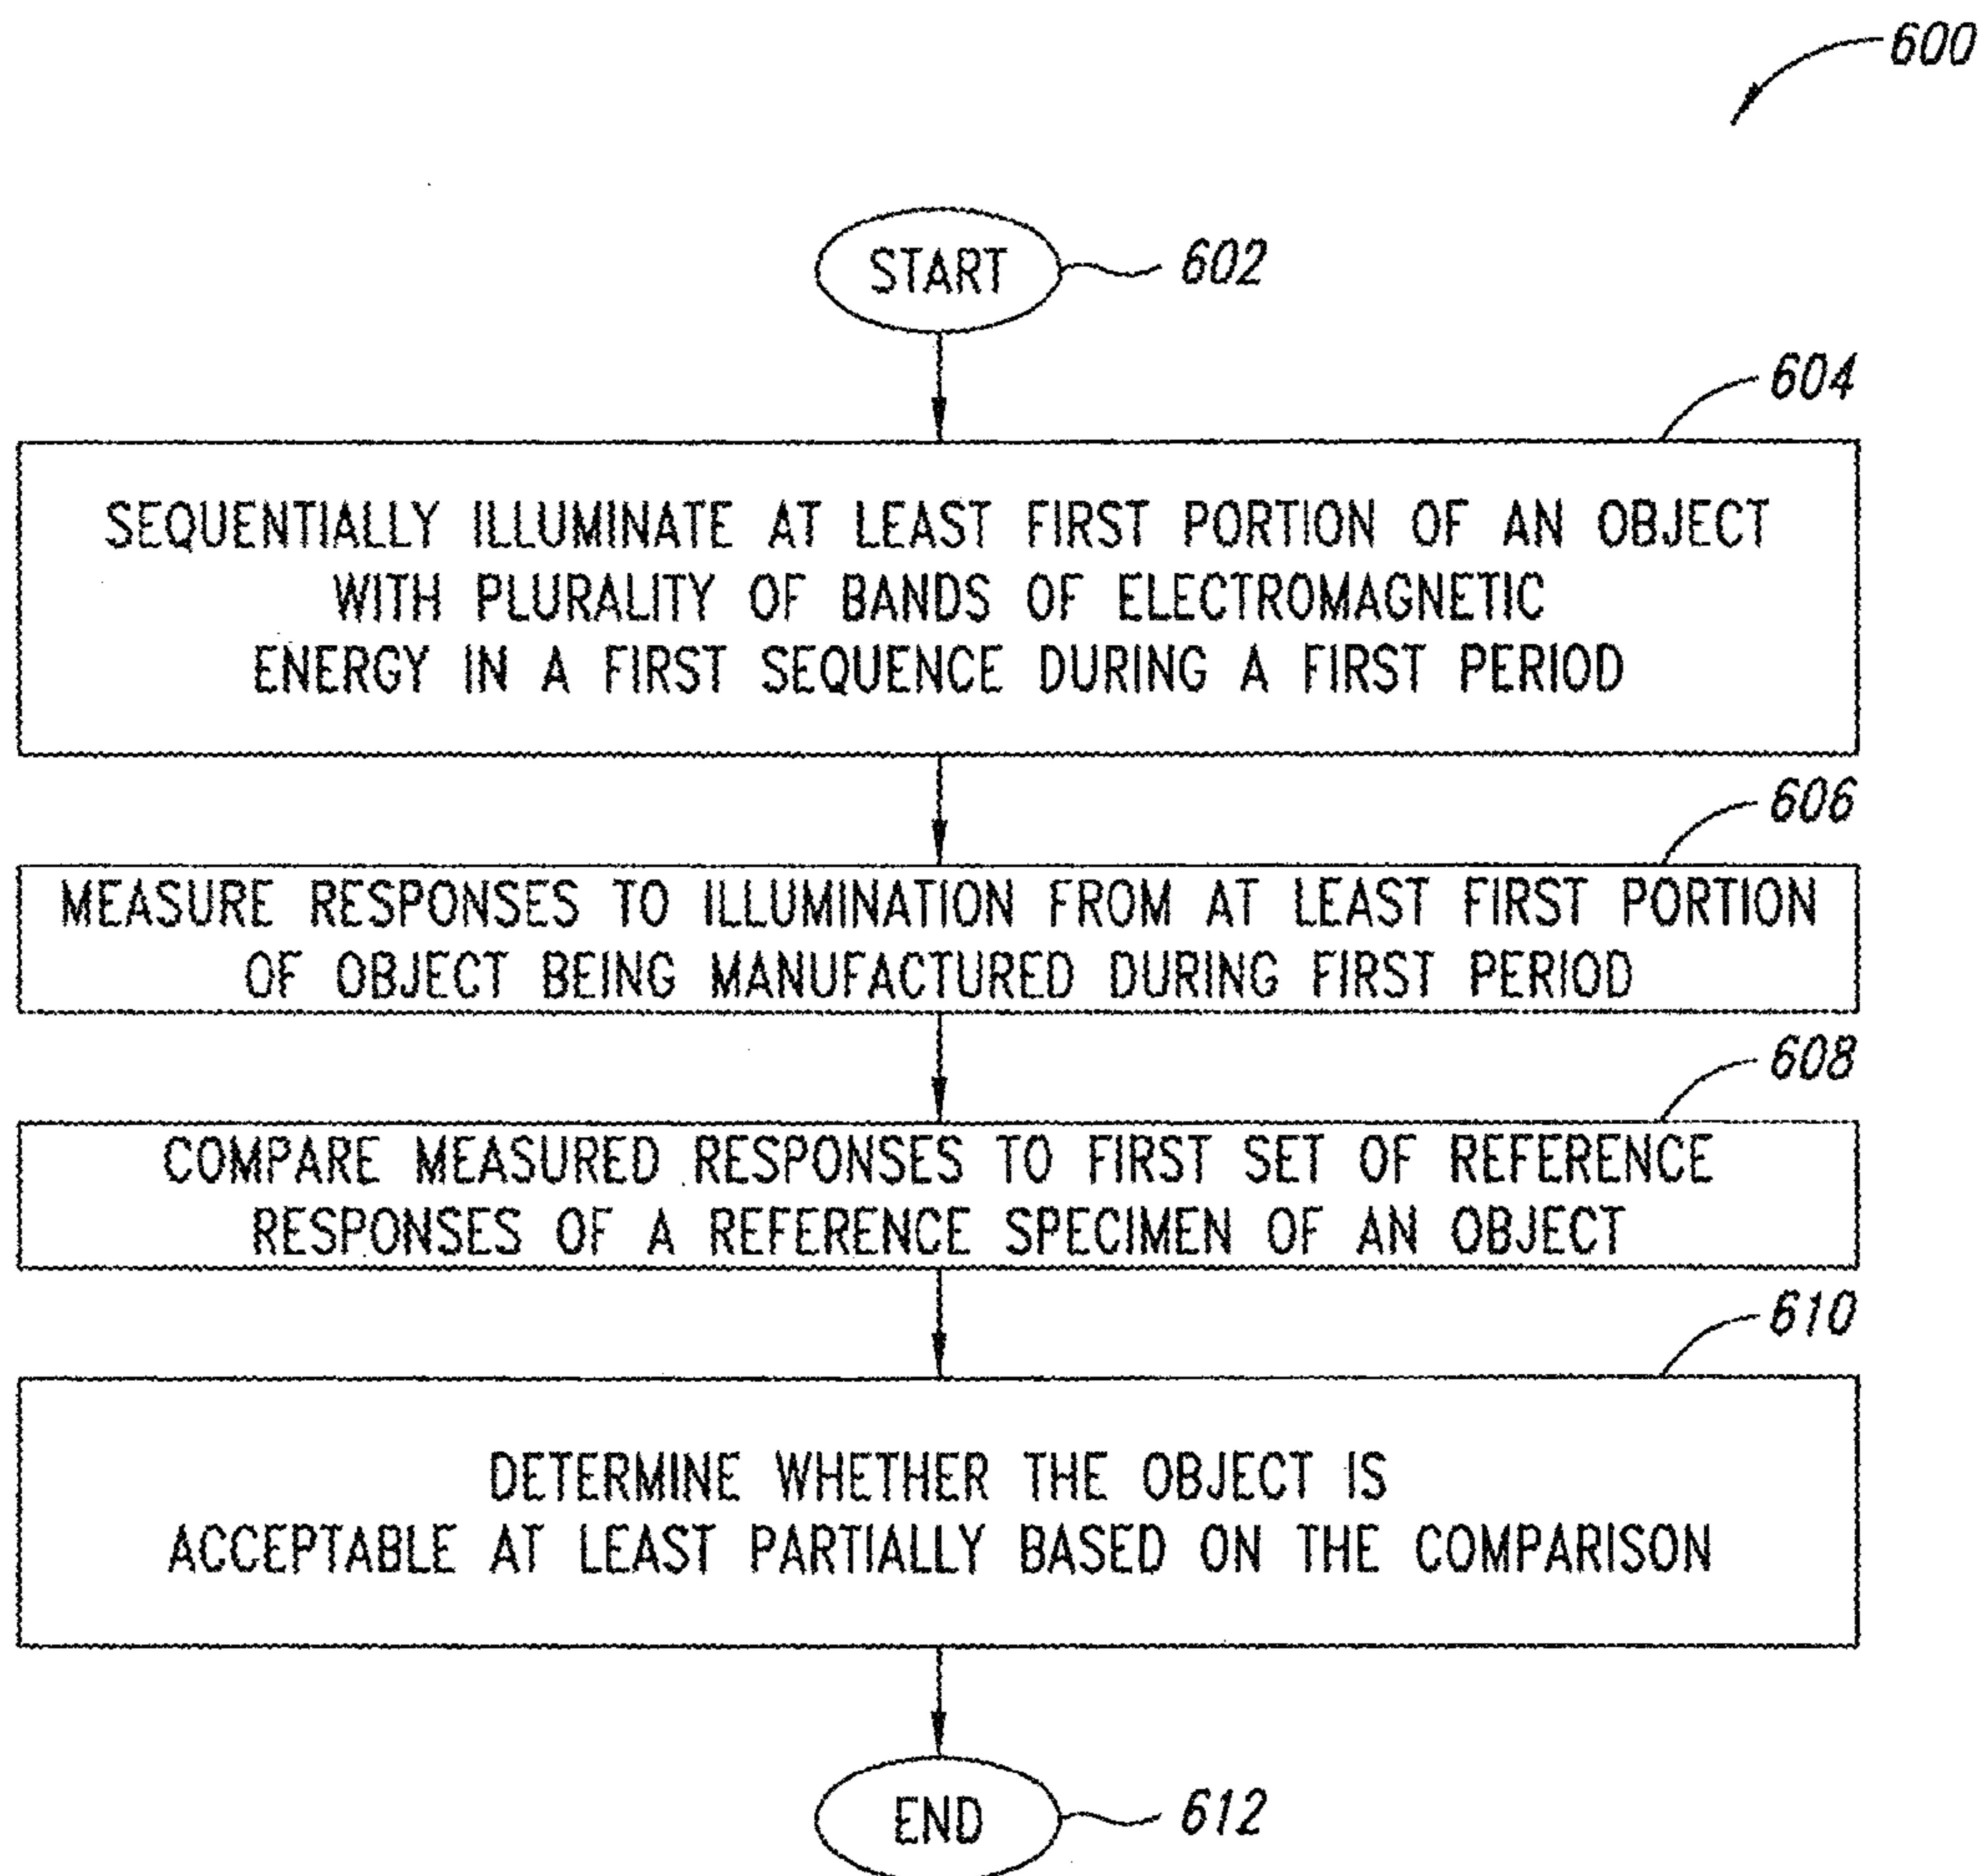 600
START
602
604
SEQUENTIALLY ILLUMINATE AT LEAST FIRST PORTION OF AN OBJECT
WITH PLURALITY OF BANDS OF ELECTROMAGNETIC
ENERGY IN A FIRST SEQUENCE DURING A FIRST PERIOD
606
MEASURE RESPONSES TO ILLUMINATION FROM AT LEAST FIRST PORTION
OF OBJECT BEING MANUFACTURED DURING FIRST PERIOD
608
COMPARE MEASURED RESPONSES TO FIRST SET OF REFERENCE
RESPONSES OF A REFERENCE SPECIMEN OF AN OBJECT
610
DETERMINE WHETHER THE OBJECT IS
ACCEPTABLE AT LEAST PARTIALLY BASED ON THE COMPARISON
END
612